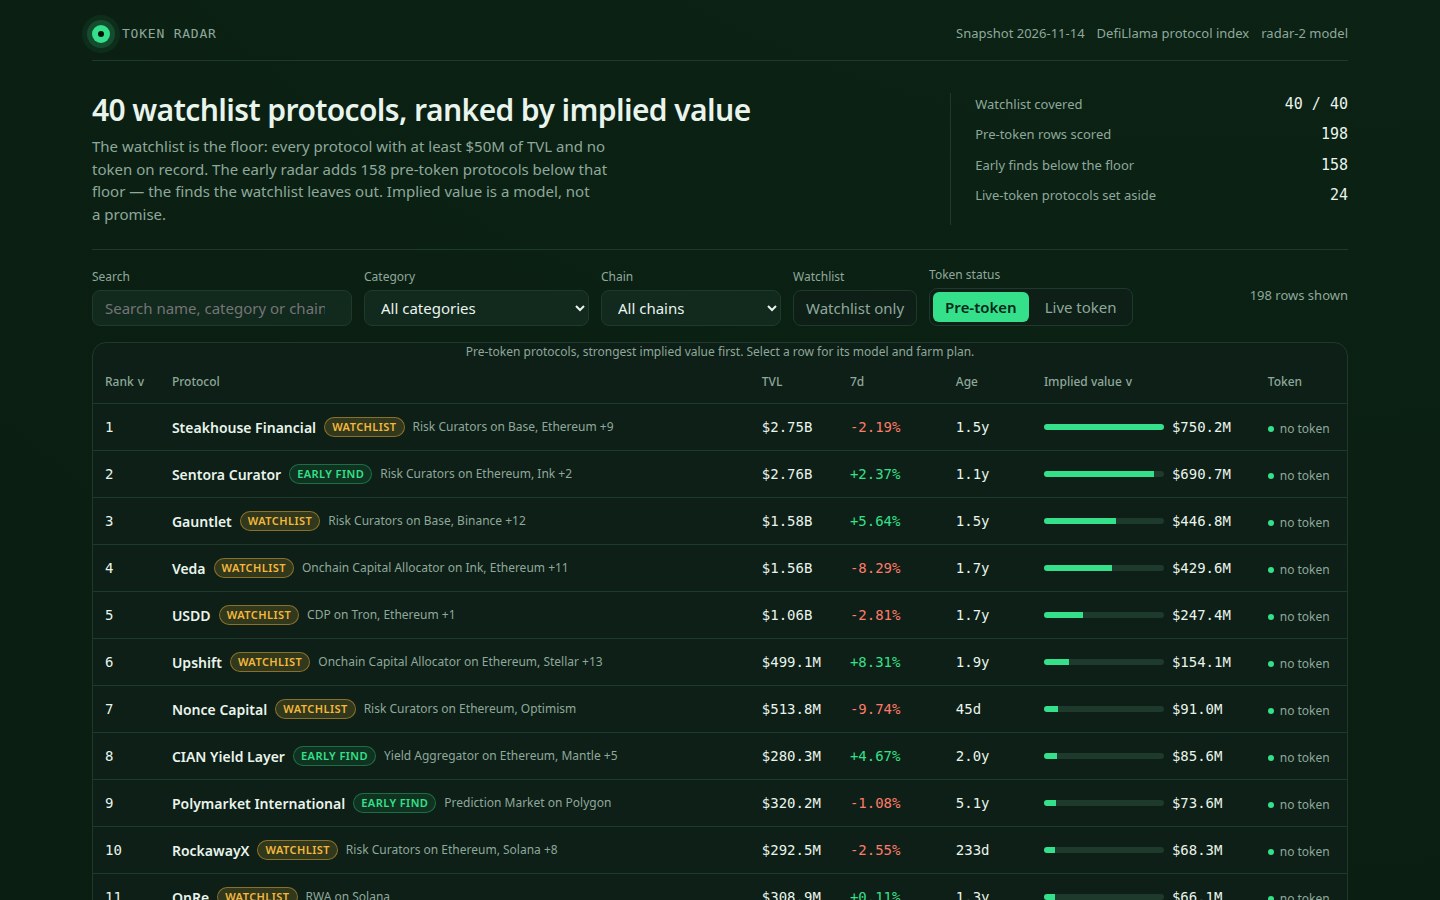 TOKEN RADAR
Snapshot 2026-11-14 DefiLlama protocol index radar-2 model
40 watchlist protocols, ranked by implied value
The watchlist is the floor: every protocol with at least $50M of TVL and no
token on record. The early radar adds 158 pre-token protocols below that
floor — the finds the watchlist leaves out. Implied value is a model, not
a promise.
Watchlist covered 40 / 40
Pre-token rows scored 198
Early finds below the floor 158
Live-token protocols set aside 24
Search Category Chain Watchlist Token status
Search name, category or chain All categories All chains Watchlist only Pre-token Live token 198 rows shown
Pre-token protocols, strongest implied value first. Select a row for its model and farm plan.
Rank v Protocol TVL 7d Age Implied value v Token
1 Steakhouse Financial WATCHLIST Risk Curators on Base, Ethereum +9 $2.75B -2.19% 1.5y $750.2M no token
2 Sentora Curator EARLY FIND Risk Curators on Ethereum, Ink +2 $2.76B +2.37% 1.1y $690.7M no token
3 Gauntlet WATCHLIST Risk Curators on Base, Binance +12 $1.58B +5.64% 1.5y $446.8M no token
4 Veda WATCHLIST Onchain Capital Allocator on Ink, Ethereum +11 $1.56B -8.29% 1.7y $429.6M no token
5 USDD WATCHLIST CDP on Tron, Ethereum +1 $1.06B -2.81% 1.7y $247.4M no token
6 Upshift WATCHLIST Onchain Capital Allocator on Ethereum, Stellar +13 $499.1M +8.31% 1.9y $154.1M no token
7 Nonce Capital WATCHLIST Risk Curators on Ethereum, Optimism $513.8M -9.74% 45d $91.0M no token
8 CIAN Yield Layer EARLY FIND Yield Aggregator on Ethereum, Mantle +5 $280.3M +4.67% 2.0y $85.6M no token
9 Polymarket International EARLY FIND Prediction Market on Polygon $320.2M -1.08% 5.1y $73.6M no token
10 RockawayX WATCHLIST Risk Curators on Ethereum, Solana +8 $292.5M -2.55% 233d $68.3M no token
11 OnRe WATCHLIST RWA on Solana $308.9M +0.11% 1.3y $66.1M no token